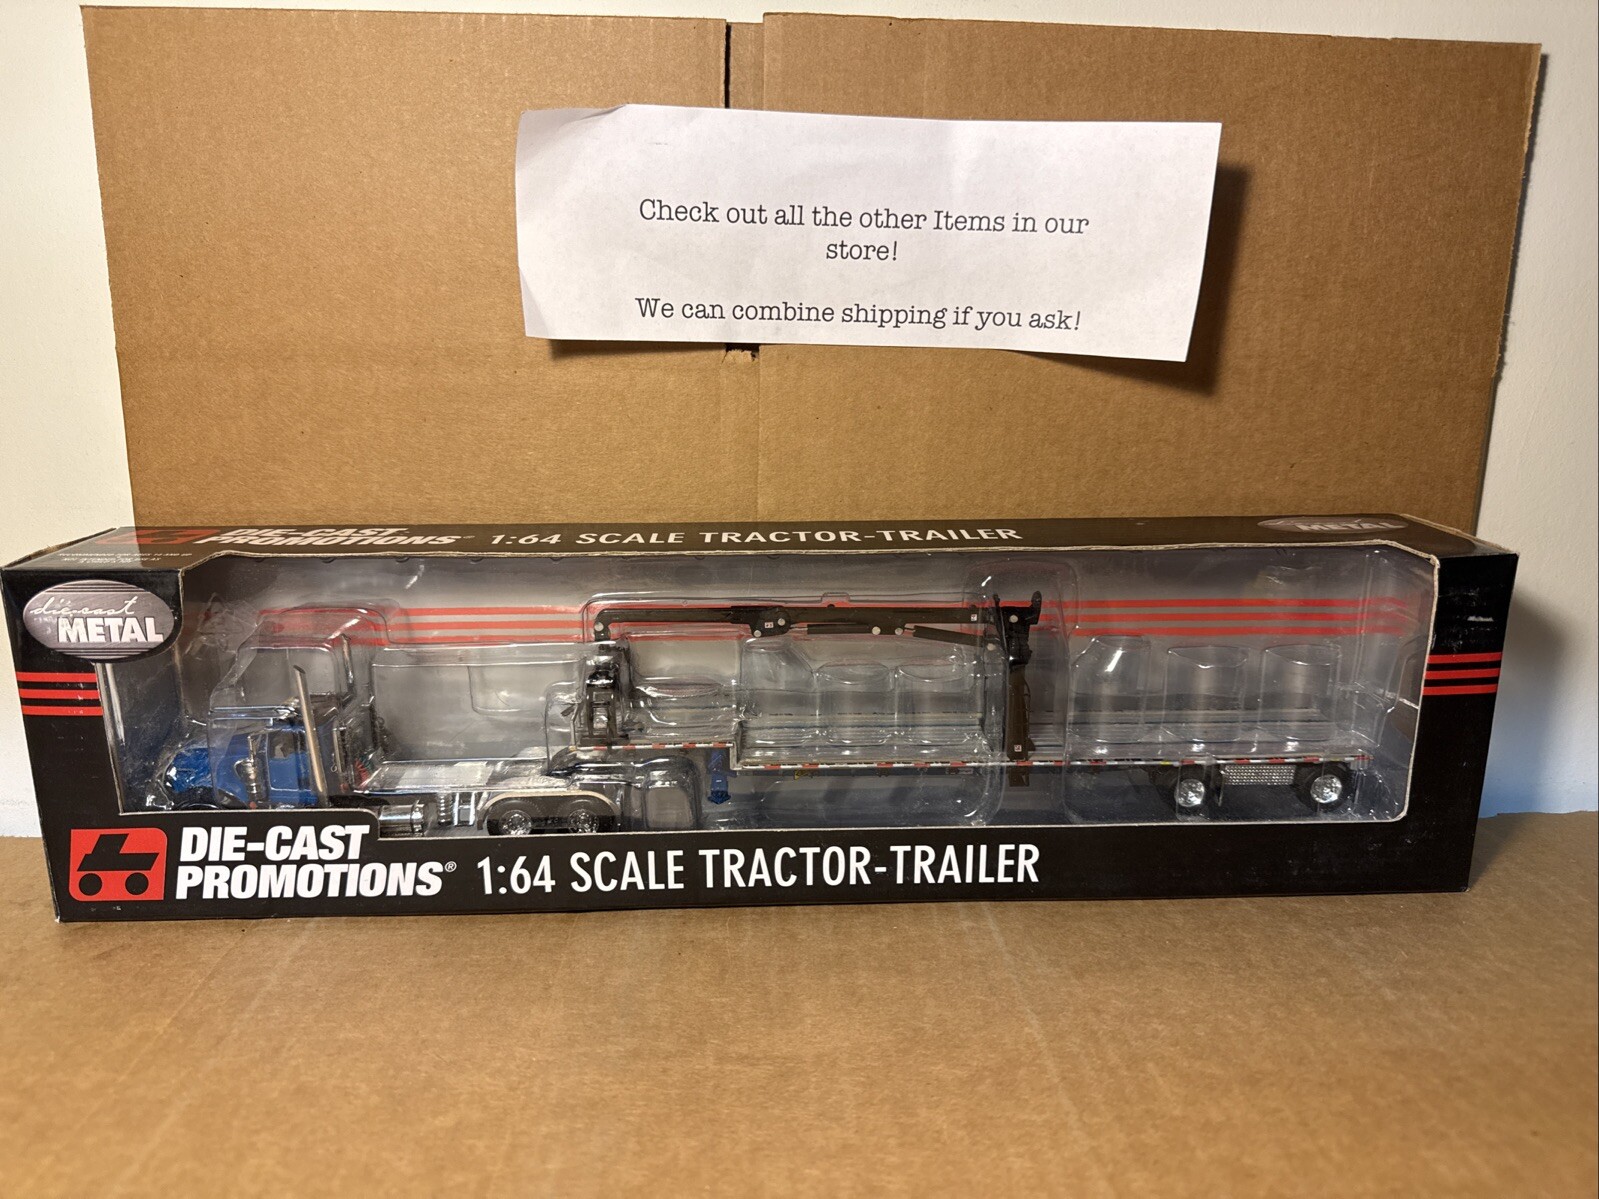 Check out all the other Items in our
store!
We can combine shipping if you ask!
DIE-CAST
PROMOTIONS® 1:64 SCALE TRACTOR-TRAILER
METAL
die-cast
METAL
DIE-CAST
PROMOTIONS® 1:64 SCALE TRACTOR-TRAILER